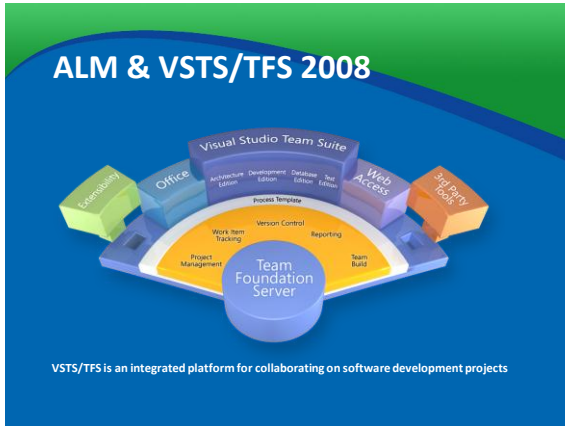 ALM & VSTS/TFS 2008
Visual Studio Team Suite
Architecture Edition
Development Edition
Database Edition
Test Edition
Extensibility
Office
Web Access
3rd Party Tools
Process Template
Version Control
Work Item Tracking
Reporting
Project Management
Team Build
Team
Foundation
Server
VSTS/TFS is an integrated platform for collaborating on software development projects